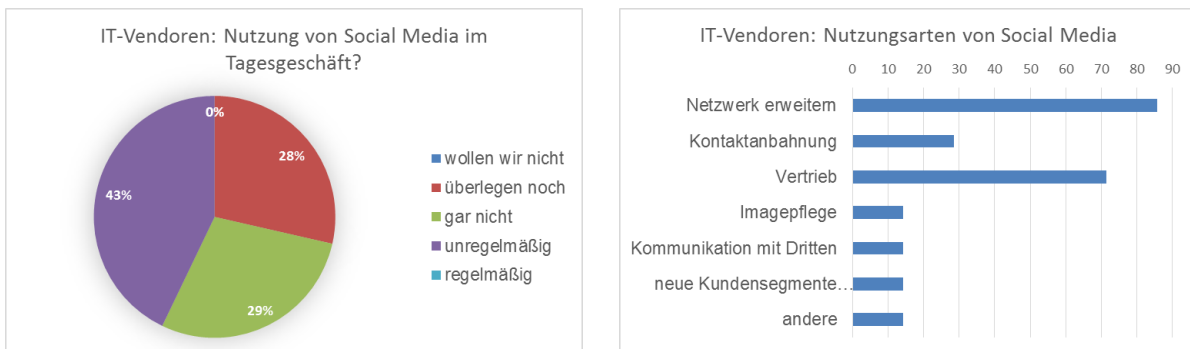 IT-Vendoren: Nutzung von Social Media im
Tagesgeschäft?
0%
28%
43%
29%
wollen wir nicht
überlegen noch
gar nicht
unregelmäßig
regelmäßig
IT-Vendoren: Nutzungsarten von Social Media
0 10 20 30 40 50 60 70 80 90
Netzwerk erweitern
Kontaktanbahnung
Vertrieb
Imagepflege
Kommunikation mit Dritten
neue Kundensegmente…
andere